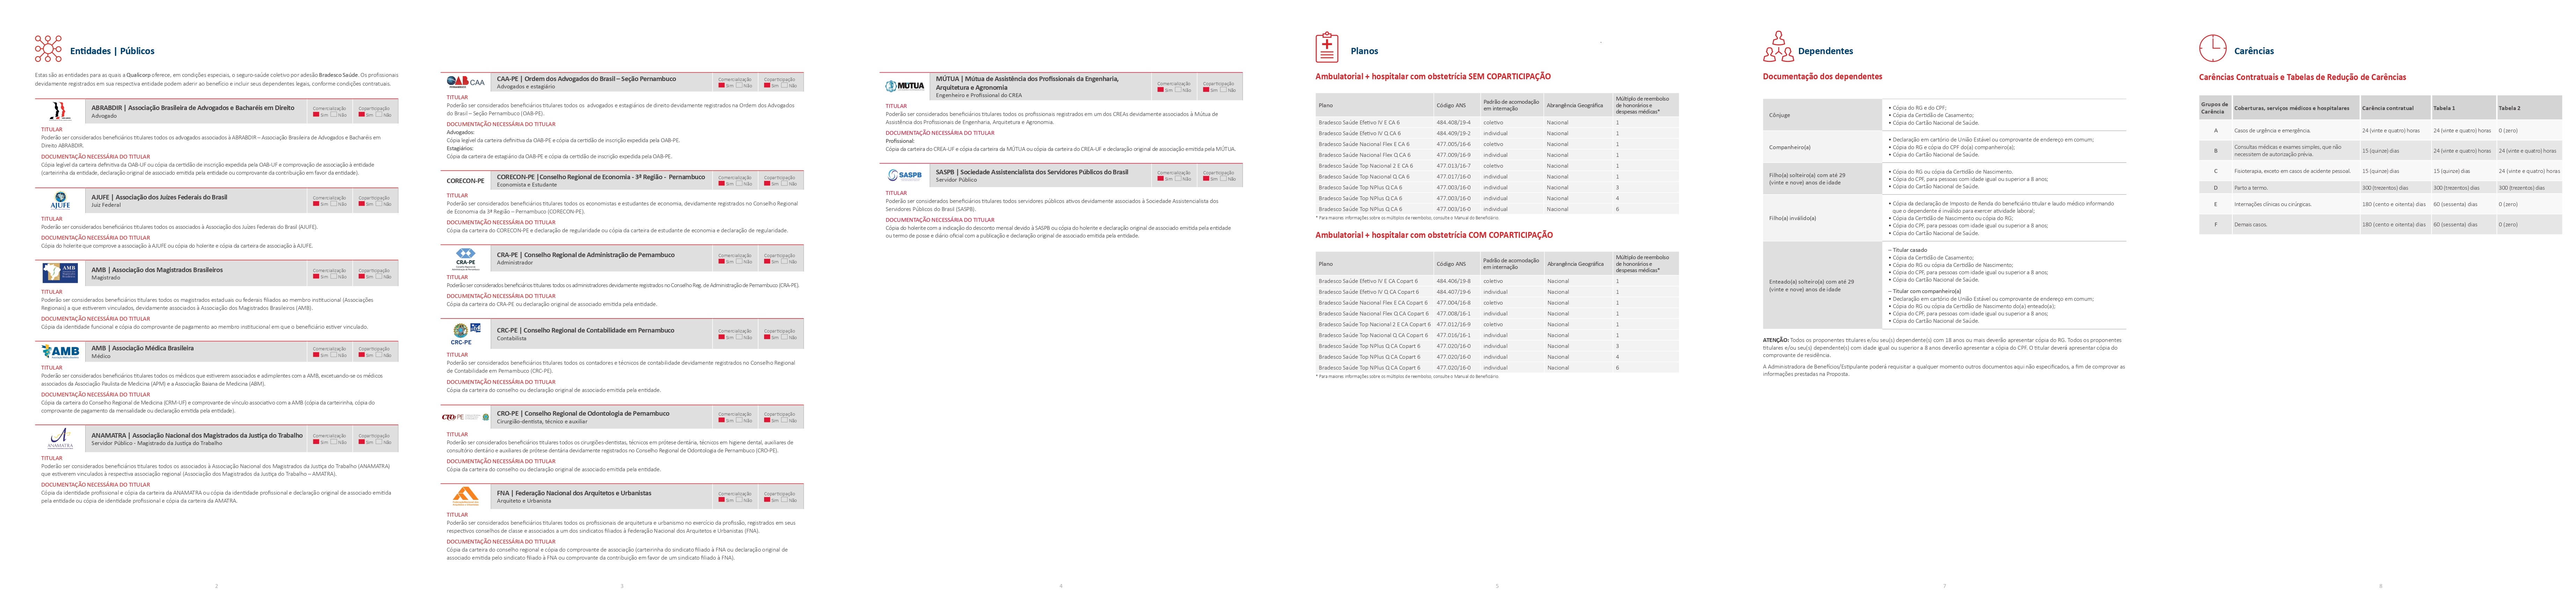 Entidades | Públicos
Estas são as entidades para as quais a Qualicorp oferece, em condições especiais, o seguro-saúde coletivo por adesão Bradesco Saúde. Os profissionais
devidamente registrados em sua respectiva entidade podem aderir ao benefício e incluir seus dependentes legais, conforme condições contratuais.
ABRABDIR | Associação Brasileira de Advogados e Bacharéis em Direito
Advogado
Comercialização
Sim Não
Coparticipação
Sim Não
TITULAR
Poderão ser considerados beneficiários titulares todos os advogados associados à ABRABDIR – Associação Brasileira de Advogados e Bacharéis em
Direito ABRABDIR.
DOCUMENTAÇÃO NECESSÁRIA DO TITULAR
Cópia legível da carteira definitiva da OAB-UF ou cópia da certidão de inscrição expedida pela OAB-UF e comprovação de associação à entidade
(carteirinha da entidade, declaração original de associado emitida pela entidade ou comprovante da contribuição em favor da entidade).
AJUFE
AJUFE | Associação dos Juízes Federais do Brasil
Juiz Federal
Comercialização
Sim Não
Coparticipação
Sim Não
TITULAR
Poderão ser considerados beneficiários titulares todos os associados à Associação dos Juízes Federais do Brasil (AJUFE).
DOCUMENTAÇÃO NECESSÁRIA DO TITULAR
Cópia do holerite que comprove a associação à AJUFE ou cópia do holerite e cópia da carteira de associação à AJUFE.
AMB
AMB | Associação dos Magistrados Brasileiros
Magistrado
Comercialização
Sim Não
Coparticipação
Sim Não
TITULAR
Poderão ser considerados beneficiários titulares todos os magistrados estaduais ou federais filiados ao membro institucional (Associações
Regionais) a que estiverem vinculados, devidamente associados à Associação dos Magistrados Brasileiros (AMB).
DOCUMENTAÇÃO NECESSÁRIA DO TITULAR
Cópia da identidade funcional e cópia do comprovante de pagamento ao membro institucional em que o beneficiário estiver vinculado.
AMB
AMB | Associação Médica Brasileira
Médico
Comercialização
Sim Não
Coparticipação
Sim Não
TITULAR
Poderão ser considerados beneficiários titulares todos os médicos que estiverem associados e adimplentes com a AMB, excetuando-se os médicos
associados da Associação Paulista de Medicina (APM) e a Associação Baiana de Medicina (ABM).
DOCUMENTAÇÃO NECESSÁRIA DO TITULAR
Cópia da carteira do Conselho Regional de Medicina (CRM-UF) e comprovante de vínculo associativo com a AMB (cópia da carteirinha, cópia do
comprovante de pagamento da mensalidade ou declaração emitida pela entidade).
ANAMATRA
ANAMATRA | Associação Nacional dos Magistrados da Justiça do Trabalho
Servidor Público - Magistrado da Justiça do Trabalho
Comercialização
Sim Não
Coparticipação
Sim Não
TITULAR
Poderão ser considerados beneficiários titulares todos os associados à Associação Nacional dos Magistrados da Justiça do Trabalho (ANAMATRA)
que estiverem vinculados à respectiva associação regional (Associação dos Magistrados da Justiça do Trabalho – AMATRA).
DOCUMENTAÇÃO NECESSÁRIA DO TITULAR
Cópia da identidade profissional e cópia da carteira da ANAMATRA ou cópia da identidade profissional e declaração original de associado emitida
pela entidade ou cópia de identidade profissional e cópia da carteira da AMATRA.
2
OAB CAA
CAA-PE | Ordem dos Advogados do Brasil – Seção Pernambuco
Advogados e estagiário
Comercialização
Sim Não
Coparticipação
Sim Não
TITULAR
Poderão ser considerados beneficiários titulares todos os advogados e estagiários de direito devidamente registrados na Ordem dos Advogados
do Brasil – Seção Pernambuco (OAB-PE).
DOCUMENTAÇÃO NECESSÁRIA DO TITULAR
Advogados:
Cópia legível da carteira definitiva da OAB-PE e cópia da certidão de inscrição expedida pela OAB-PE.
Estagiários:
Cópia da carteira de estagiário da OAB-PE e cópia da certidão de inscrição expedida pela OAB-PE.
CORECON-PE
CORECON-PE |Conselho Regional de Economia - 3ª Região - Pernambuco
Economista e Estudante
Comercialização
Sim Não
Coparticipação
Sim Não
TITULAR
Poderão ser considerados beneficiários titulares todos os economistas e estudantes de economia, devidamente registrados no Conselho Regional
de Economia da 3ª Região – Pernambuco (CORECON-PE).
DOCUMENTAÇÃO NECESSÁRIA DO TITULAR
Cópia da carteira do CORECON-PE e declaração de regularidade ou cópia da carteira de estudante de economia e declaração de regularidade.
CRA-PE
CRA-PE | Conselho Regional de Administração de Pernambuco
Administrador
Comercialização
Sim Não
Coparticipação
Sim Não
TITULAR
Poderão ser considerados beneficiários titulares todos os administradores devidamente registrados no Conselho Reg. de Administração de Pernambuco (CRA-PE).
DOCUMENTAÇÃO NECESSÁRIA DO TITULAR
Cópia da carteira do CRA-PE ou declaração original de associado emitida pela entidade.
CRC-PE
CRC-PE | Conselho Regional de Contabilidade em Pernambuco
Contabilista
Comercialização
Sim Não
Coparticipação
Sim Não
TITULAR
Poderão ser considerados beneficiários titulares todos os contadores e técnicos de contabilidade devidamente registrados no Conselho Regional
de Contabilidade em Pernambuco (CRC-PE).
DOCUMENTAÇÃO NECESSÁRIA DO TITULAR
Cópia da carteira do conselho ou declaração original de associado emitida pela entidade.
CRO-PE
CRO-PE | Conselho Regional de Odontologia de Pernambuco
Cirurgião-dentista, técnico e auxiliar
Comercialização
Sim Não
Coparticipação
Sim Não
TITULAR
Poderão ser considerados beneficiários titulares todos os cirurgiões-dentistas, técnicos em prótese dentária, técnicos em higiene dental, auxiliares de
consultório dentário e auxiliares de prótese dentária devidamente registrados no Conselho Regional de Odontologia de Pernambuco (CRO-PE).
DOCUMENTAÇÃO NECESSÁRIA DO TITULAR
Cópia da carteira do conselho ou declaração original de associado emitida pela entidade.
FNA | Federação Nacional dos Arquitetos e Urbanistas
Arquiteto e Urbanista
Comercialização
Sim Não
Coparticipação
Sim Não
TITULAR
Poderão ser considerados beneficiários titulares todos os profissionais de arquitetura e urbanismo no exercício da profissão, registrados em seus
respectivos conselhos de classe e associados a um dos sindicatos filiados à Federação Nacional dos Arquitetos e Urbanistas (FNA).
DOCUMENTAÇÃO NECESSÁRIA DO TITULAR
Cópia da carteira do conselho regional e cópia do comprovante de associação (carteirinha do sindicato filiado à FNA ou declaração original de
associado emitida pelo sindicato filiado à FNA ou comprovante da contribuição em favor de um sindicato filiado à FNA).
3
MUTUA
MÚTUA | Mútua de Assistência dos Profissionais da Engenharia,
Arquitetura e Agronomia
Engenheiro e Profissional do CREA
Comercialização
Sim Não
Coparticipação
Sim Não
TITULAR
Poderão ser considerados beneficiários titulares todos os profissionais registrados em um dos CREAs devidamente associados à Mútua de
Assistência dos Profissionais de Engenharia, Arquitetura e Agronomia.
DOCUMENTAÇÃO NECESSÁRIA DO TITULAR
Profissional:
Cópia da carteira do CREA-UF e cópia da carteira da MÚTUA ou cópia da carteira do CREA-UF e declaração original de associado emitida pela MÚTUA.
SASPB
SASPB | Sociedade Assistencialista dos Servidores Públicos do Brasil
Servidor Público
Comercialização
Sim Não
Coparticipação
Sim Não
TITULAR
Poderão ser considerados beneficiários titulares todos servidores públicos ativos devidamente associados à Sociedade Assistencialista dos
Servidores Públicos do Brasil (SASPB).
DOCUMENTAÇÃO NECESSÁRIA DO TITULAR
Cópia do holerite com a indicação do desconto mensal devido à SASPB ou cópia do holerite e declaração original de associado emitida pela entidade
ou termo de posse e diário oficial com a publicação e declaração original de associado emitida pela entidade.
4
Planos
Ambulatorial + hospitalar com obstetrícia SEM COPARTICIPAÇÃO
Plano Código ANS Padrão de acomodação em internação Abrangência Geográfica Múltiplo de reembolso de honorários e despesas médicas*
Bradesco Saúde Efetivo IV E CA 6 484.408/19-4 coletivo Nacional 1
Bradesco Saúde Efetivo IV Q CA 6 484.409/19-2 individual Nacional 1
Bradesco Saúde Nacional Flex E CA 6 477.005/16-6 coletivo Nacional 1
Bradesco Saúde Nacional Flex Q CA 6 477.009/16-9 individual Nacional 1
Bradesco Saúde Top Nacional 2 E CA 6 477.013/16-7 coletivo Nacional 1
Bradesco Saúde Top Nacional Q CA 6 477.017/16-0 individual Nacional 1
Bradesco Saúde Top NPlus Q CA 6 477.003/16-0 individual Nacional 3
Bradesco Saúde Top NPlus Q CA 6 477.003/16-0 individual Nacional 4
Bradesco Saúde Top NPlus Q CA 6 477.003/16-0 individual Nacional 6
* Para maiores informações sobre os múltiplos de reembolso, consulte o Manual do Beneficiário.
Ambulatorial + hospitalar com obstetrícia COM COPARTICIPAÇÃO
Plano Código ANS Padrão de acomodação em internação Abrangência Geográfica Múltiplo de reembolso de honorários e despesas médicas*
Bradesco Saúde Efetivo IV E CA Copart 6 484.406/19-8 coletivo Nacional 1
Bradesco Saúde Efetivo IV Q CA Copart 6 484.407/19-6 individual Nacional 1
Bradesco Saúde Nacional Flex E CA Copart 6 477.004/16-8 coletivo Nacional 1
Bradesco Saúde Nacional Flex Q CA Copart 6 477.008/16-1 individual Nacional 1
Bradesco Saúde Top Nacional 2 E CA Copart 6 477.012/16-9 coletivo Nacional 1
Bradesco Saúde Top Nacional Q CA Copart 6 477.016/16-1 individual Nacional 1
Bradesco Saúde Top NPlus Q CA Copart 6 477.020/16-0 individual Nacional 3
Bradesco Saúde Top NPlus Q CA Copart 6 477.020/16-0 individual Nacional 4
Bradesco Saúde Top NPlus Q CA Copart 6 477.020/16-0 individual Nacional 6
* Para maiores informações sobre os múltiplos de reembolso, consulte o Manual do Beneficiário.
5
Dependentes
Documentação dos dependentes
Cônjuge
• Cópia do RG e do CPF;
• Cópia da Certidão de Casamento;
• Cópia do Cartão Nacional de Saúde.
Companheiro(a)
• Declaração em cartório de União Estável ou comprovante de endereço em comum;
• Cópia do RG e cópia do CPF do(a) companheiro(a);
• Cópia do Cartão Nacional de Saúde.
Filho(a) solteiro(a) com até 29
(vinte e nove) anos de idade
• Cópia do RG ou cópia da Certidão de Nascimento;
• Cópia do CPF, para pessoas com idade igual ou superior a 8 anos;
• Cópia do Cartão Nacional de Saúde.
Filho(a) inválido(a)
• Cópia da declaração de Imposto de Renda do beneficiário titular e laudo médico informando
que o dependente é inválido para exercer atividade laboral;
• Cópia da Certidão de Nascimento ou cópia do RG;
• Cópia do CPF, para pessoas com idade igual ou superior a 8 anos;
• Cópia do Cartão Nacional de Saúde.
Enteado(a) solteiro(a) com até 29
(vinte e nove) anos de idade
– Titular casado
• Cópia da Certidão de Casamento;
• Cópia do RG ou cópia da Certidão de Nascimento;
• Cópia do CPF, para pessoas com idade igual ou superior a 8 anos;
• Cópia do Cartão Nacional de Saúde.
– Titular com companheiro(a)
• Declaração em cartório de União Estável ou comprovante de endereço em comum;
• Cópia do RG ou cópia da Certidão de Nascimento do(a) enteado(a);
• Cópia do CPF, para pessoas com idade igual ou superior a 8 anos;
• Cópia do Cartão Nacional de Saúde.
ATENÇÃO: Todos os proponentes titulares e/ou seu(s) dependente(s) com 18 anos ou mais deverão apresentar cópia do RG. Todos os proponentes
titulares e/ou seu(s) dependente(s) com idade igual ou superior a 8 anos deverão apresentar a cópia do CPF. O titular deverá apresentar cópia do
comprovante de residência.
A Administradora de Benefícios/Estipulante poderá requisitar a qualquer momento outros documentos aqui não especificados, a fim de comprovar as
informações prestadas na Proposta.
7
Carências
Carências Contratuais e Tabelas de Redução de Carências
Grupos de Carência Coberturas, serviços médicos e hospitalares Carência contratual Tabela 1 Tabela 2
A Casos de urgência e emergência. 24 (vinte e quatro) horas 24 (vinte e quatro) horas 0 (zero)
B Consultas médicas e exames simples, que não necessitem de autorização prévia. 15 (quinze) dias 24 (vinte e quatro) horas 24 (vinte e quatro) horas
C Fisioterapia, exceto em casos de acidente pessoal. 15 (quinze) dias 15 (quinze) dias 24 (vinte e quatro) horas
D Parto a termo. 300 (trezentos) dias 300 (trezentos) dias 300 (trezentos) dias
E Internações clínicas ou cirúrgicas. 180 (cento e oitenta) dias 60 (sessenta) dias 0 (zero)
F Demais casos. 180 (cento e oitenta) dias 60 (sessenta) dias 0 (zero)